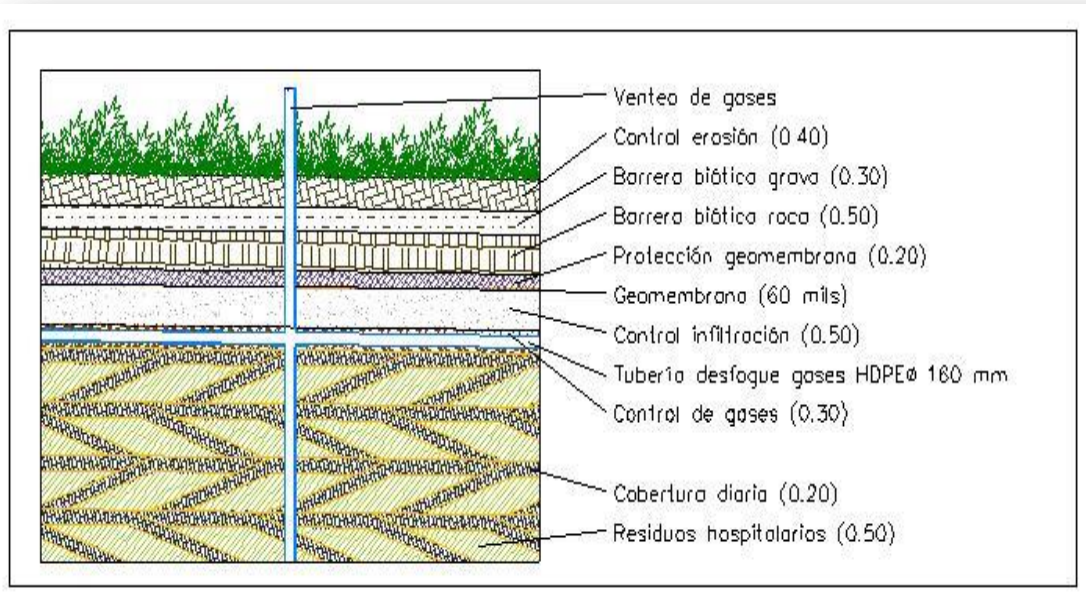 Venteo de gases
Control erosión (0.40)
Barrera biótica grava (0.30)
Barrera biótica roca (0.50)
Protección geomembrana (0.20)
Geomembrana (60 mils)
Control infiltración (0.50)
Tubería desfogue gases HDPEø 160 mm
Control de gases (0.30)
Cobertura diaria (0.20)
Residuos hospitalarios (0.50)